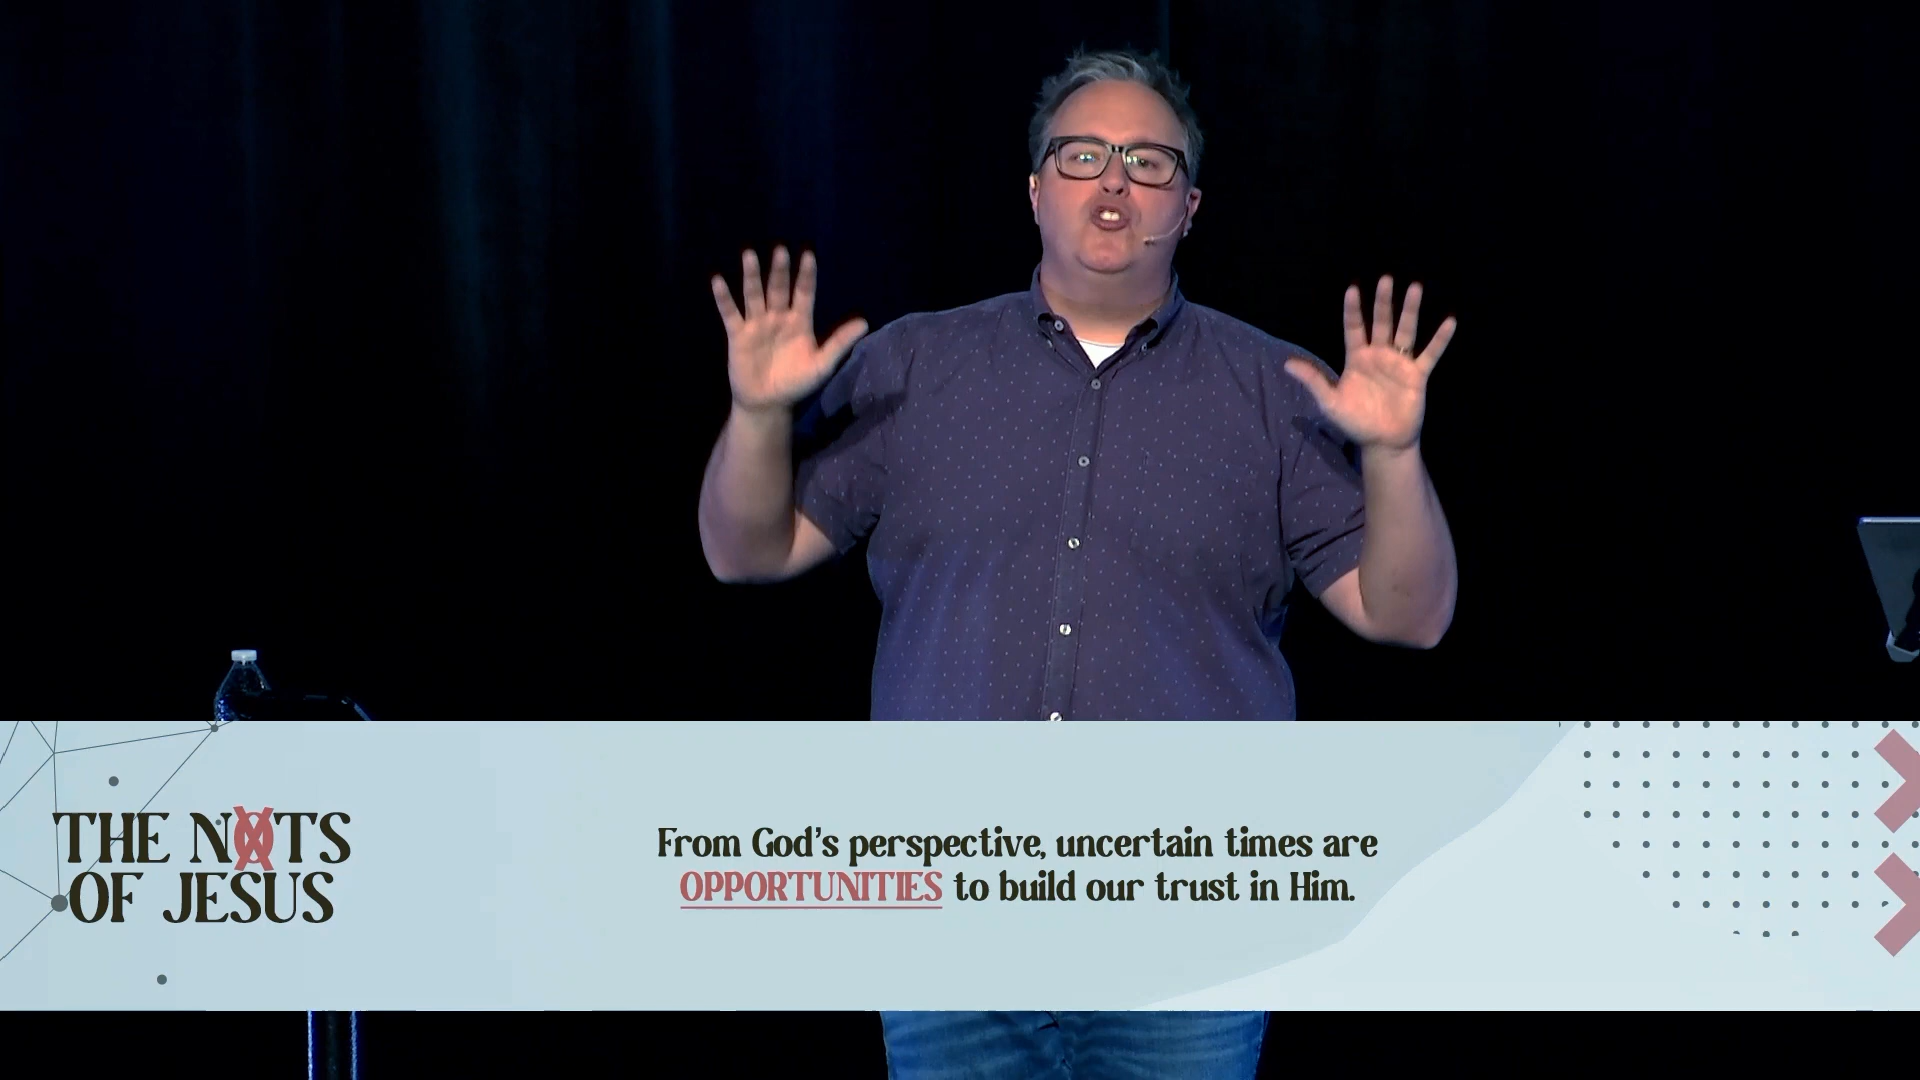 THE NOTS
OF JESUS
From God's perspective, uncertain times are
OPPORTUNITIES to build our trust in Him.